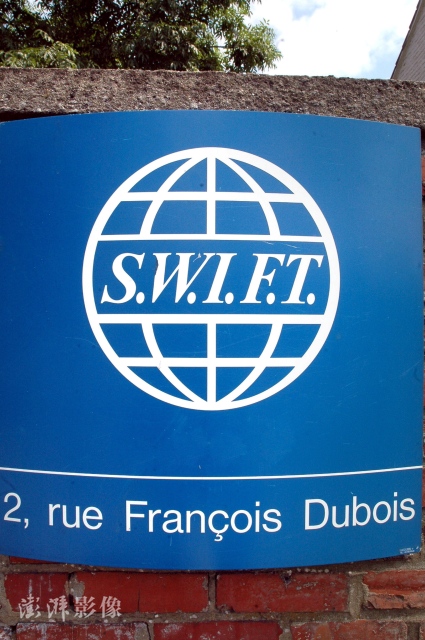 S.W.I.F.T.
2, rue François Dubois
澎湃影像